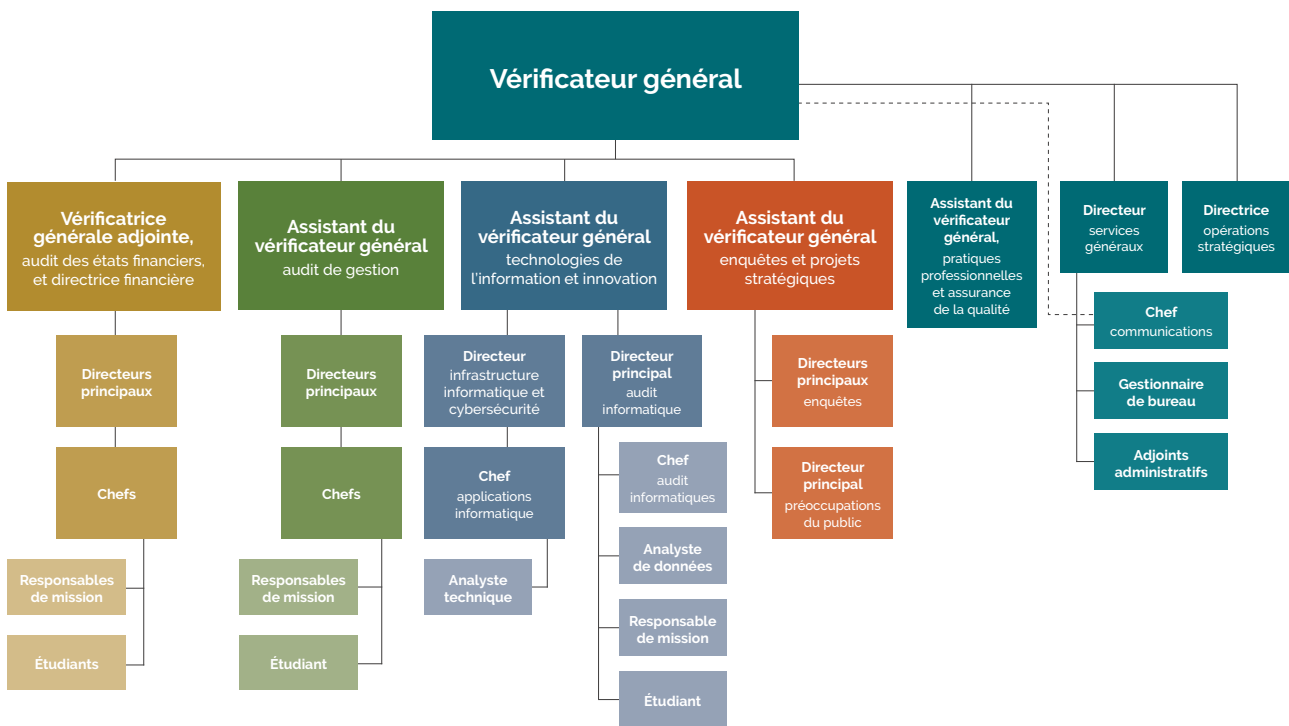 Vérificateur général
Vérificatrice
générale adjointe,
audit des états financiers,
et directrice financière
Assistant du
vérificateur général
audit de gestion
Assistant du
vérificateur général
technologies de
l'information et innovation
Assistant du
vérificateur général
enquêtes et projets
stratégiques
Assistant du
vérificateur
général,
pratiques
professionnelles
et assurance
de la qualité
Directeur
services
généraux
Directrice
opérations
stratégiques
Directeurs
principaux
Chefs
Responsables
de mission
Étudiants
Directeurs
principaux
Chefs
Responsables
de mission
Étudiant
Directeur
infrastructure
informatique et
cybersécurité
Chef
applications
informatique
Analyste
technique
Directeur
principal
audit
informatique
Chef
audit
informatiques
Analyste
de données
Responsable
de mission
Étudiant
Directeurs
principaux
enquêtes
Directeur
principal
préoccupations
du public
Chef
communications
Gestionnaire
de bureau
Adjoints
administratifs